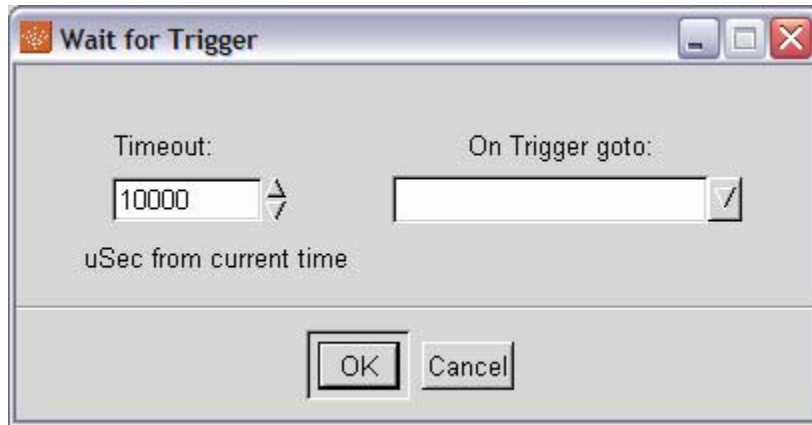 Wait for Trigger
Timeout:
On Trigger goto:
10000
uSec from current time
OK
Cancel